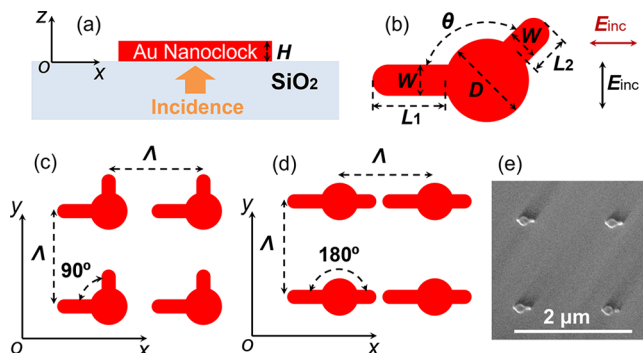 z
(a)
Au Nanoclock
H
o
x
SiO2
Incidence
(b)
θ
W
W
D
L1
L2
Einc
Einc
(c)
Λ
y
Λ
90º
o
x
(d)
Λ
y
Λ
180º
o
x
(e)
2 µm